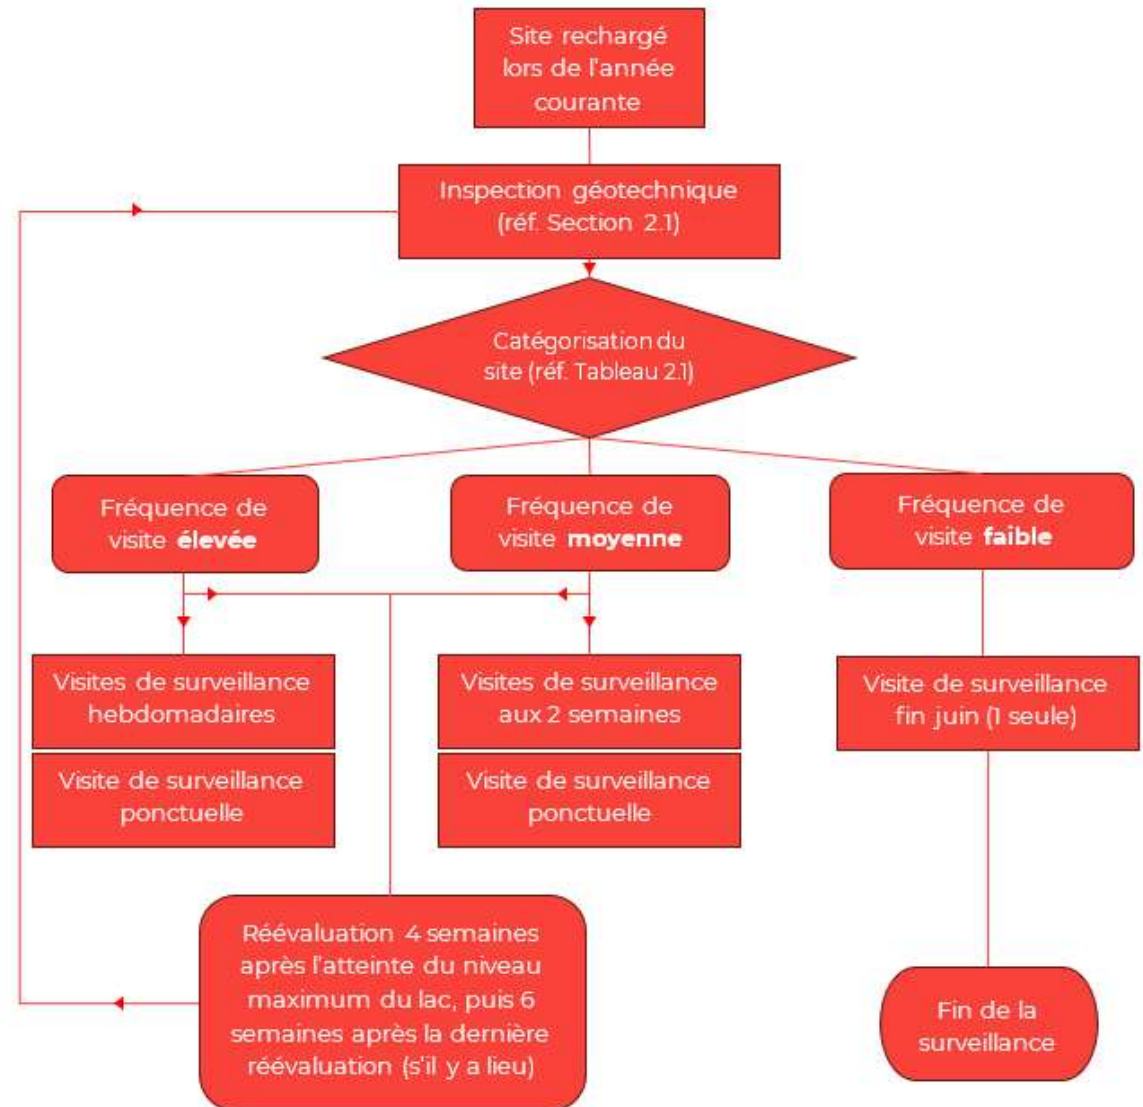 Site rechargé
lors de l'année
courante
Inspection géotechnique
(réf. Section 2.1)
Catégorisation du
site (réf. Tableau 2.1)
Fréquence de
visite élevée
Fréquence de
visite moyenne
Fréquence de
visite faible
Visites de surveillance
hebdomadaires
Visite de surveillance
ponctuelle
Visites de surveillance
aux 2 semaines
Visite de surveillance
ponctuelle
Visite de surveillance
fin juin (1 seule)
Réévaluation 4 semaines
après l'atteinte du niveau
maximum du lac, puis 6
semaines après la dernière
réévaluation (s'il y a lieu)
Fin de la
surveillance